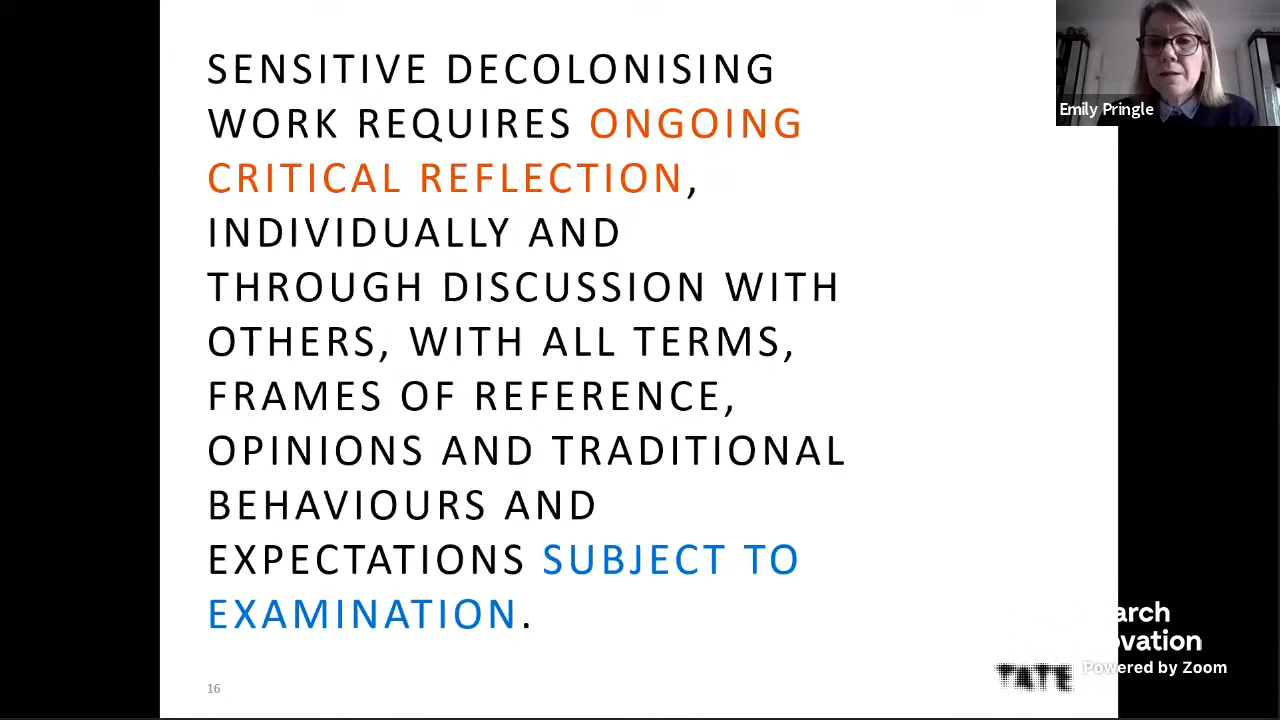 SENSITIVE DECOLONISING
WORK REQUIRES ONGOING
CRITICAL REFLECTION,
INDIVIDUALLY AND
THROUGH DISCUSSION WITH
OTHERS, WITH ALL TERMS,
FRAMES OF REFERENCE,
OPINIONS AND TRADITIONAL
BEHAVIOURS AND
EXPECTATIONS SUBJECT TO
EXAMINATION.
Emily Pringle
arch
ovation
Powered by Zoom
TATE
16